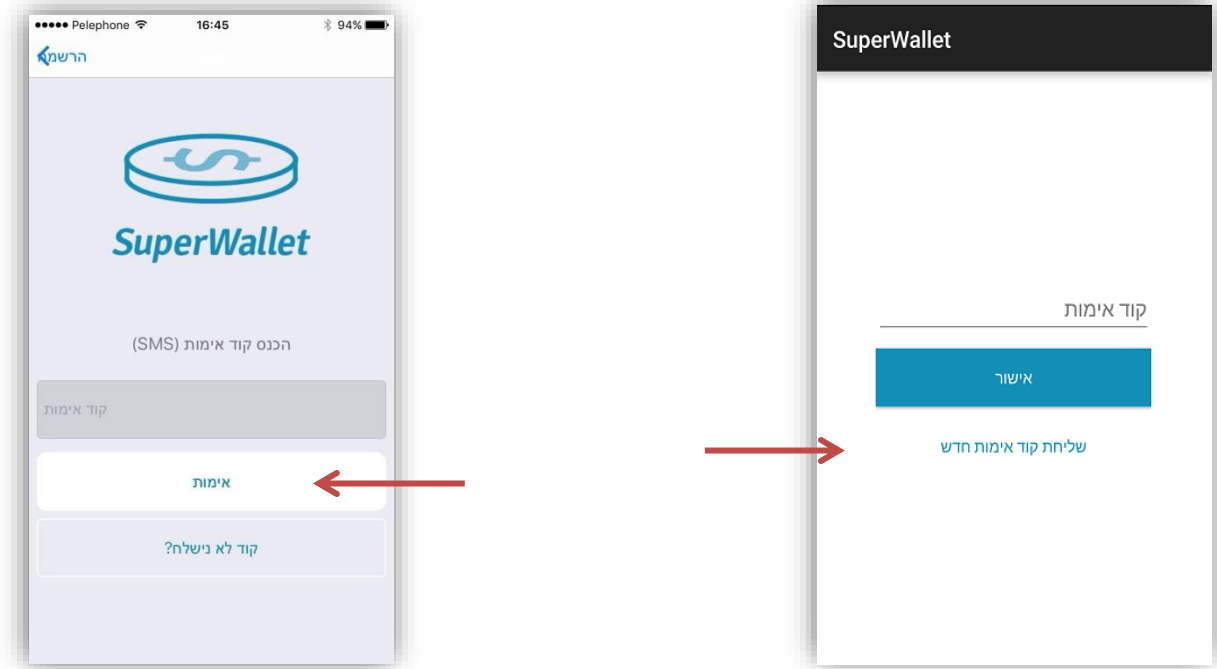 Pelephone 16:45 94%
הרשמה
SuperWallet
הכנס קוד אימות (SMS)
קוד אימות
אימות
קוד לא נישלח?
SuperWallet
קוד אימות
אישור
שליחת קוד אימות חדש